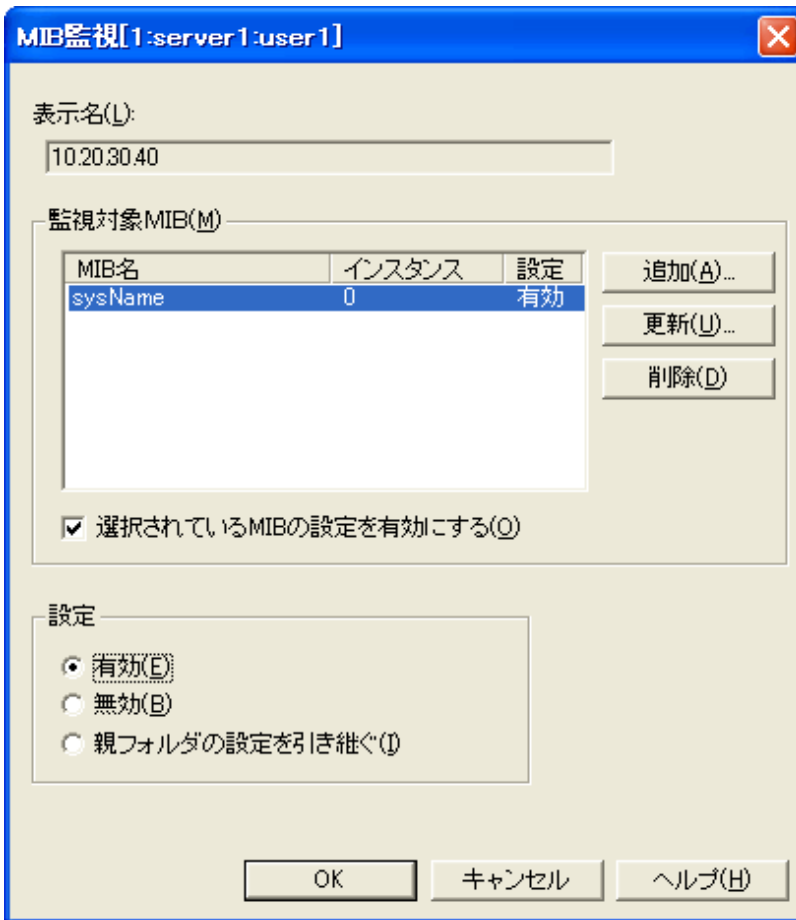 MIB監視[1:server1:user1]
表示名(L):
10.20.30.40
監視対象MIB(M)
MIB名 インスタンス 設定
sysName 0 有効
追加(A)...
更新(U)...
削除(D)
選択されているMIBの設定を有効にする(O)
設定
有効(E)
無効(B)
親フォルダの設定を引き継ぐ(I)
OK キャンセル ヘルプ(H)